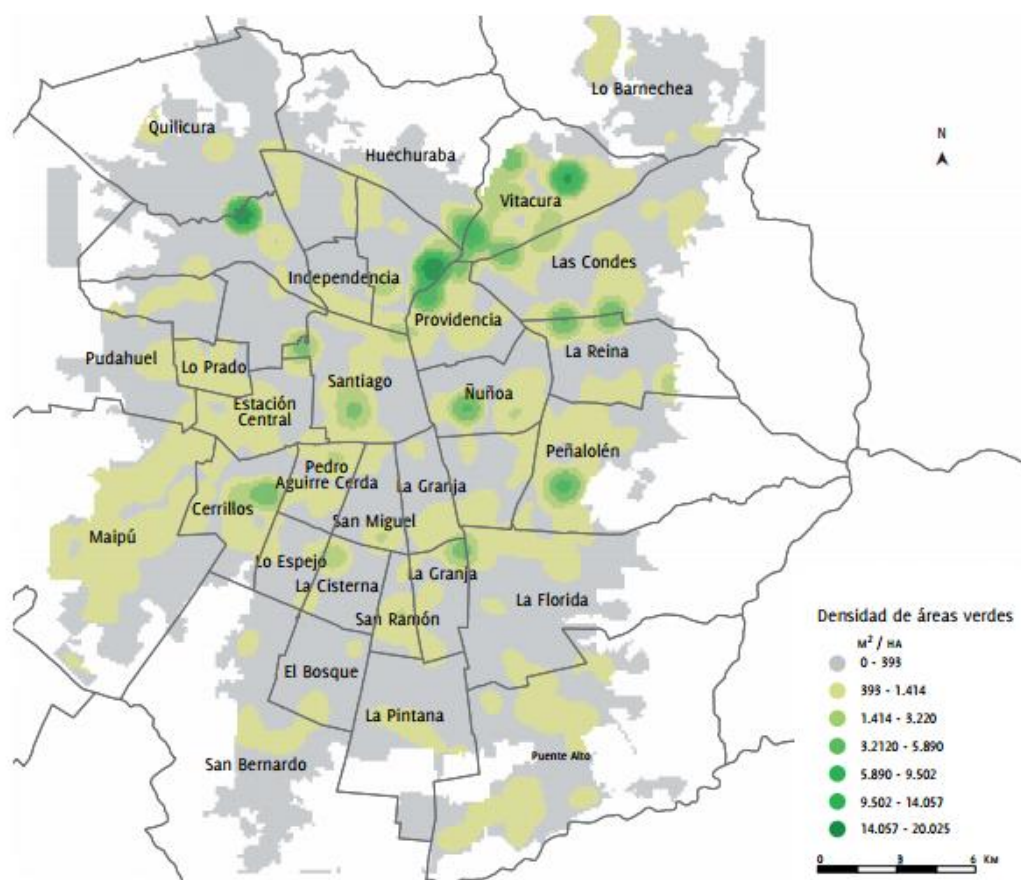 Lo Barnechea
Quilicura
N
Huechuraba
Vitacura
Las Condes
Independencia
Providencia
La Reina
Pudahuel
Lo Prado
Santiago
Ñuñoa
Estación
Central
Peñalolén
Pedro
Aguirre Cerda
La Granja
Cerrillos
San Miguel
Maipú
Lo Espejo
La Granja
La Cisterna
La Florida
San Ramón
El Bosque
La Pintana
San Bernardo
Puente Alto
Densidad de áreas verdes
M² / HA
0 - 393
393 - 1.414
1.414 - 3.220
3.2120 - 5.890
5.890 - 9.502
9.502 - 14.057
14.057 - 20.025
0 3 6 KM